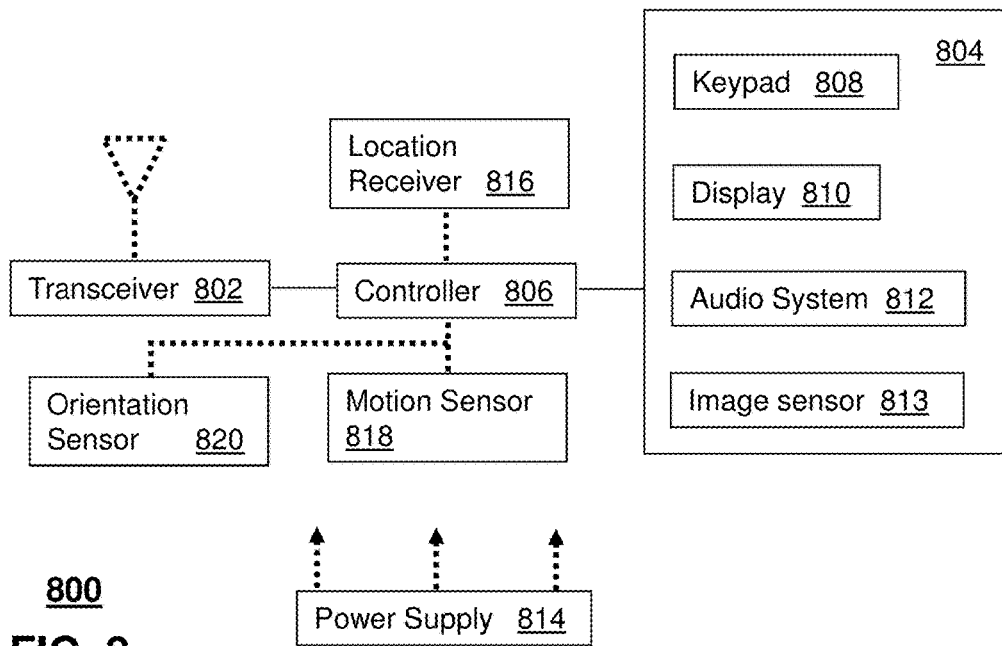 804
Keypad 808
Location
Receiver 816
Display 810
Transceiver 802
Controller 806
Audio System 812
Orientation
Sensor 820
Motion Sensor
818
Image sensor 813
800
Power Supply 814